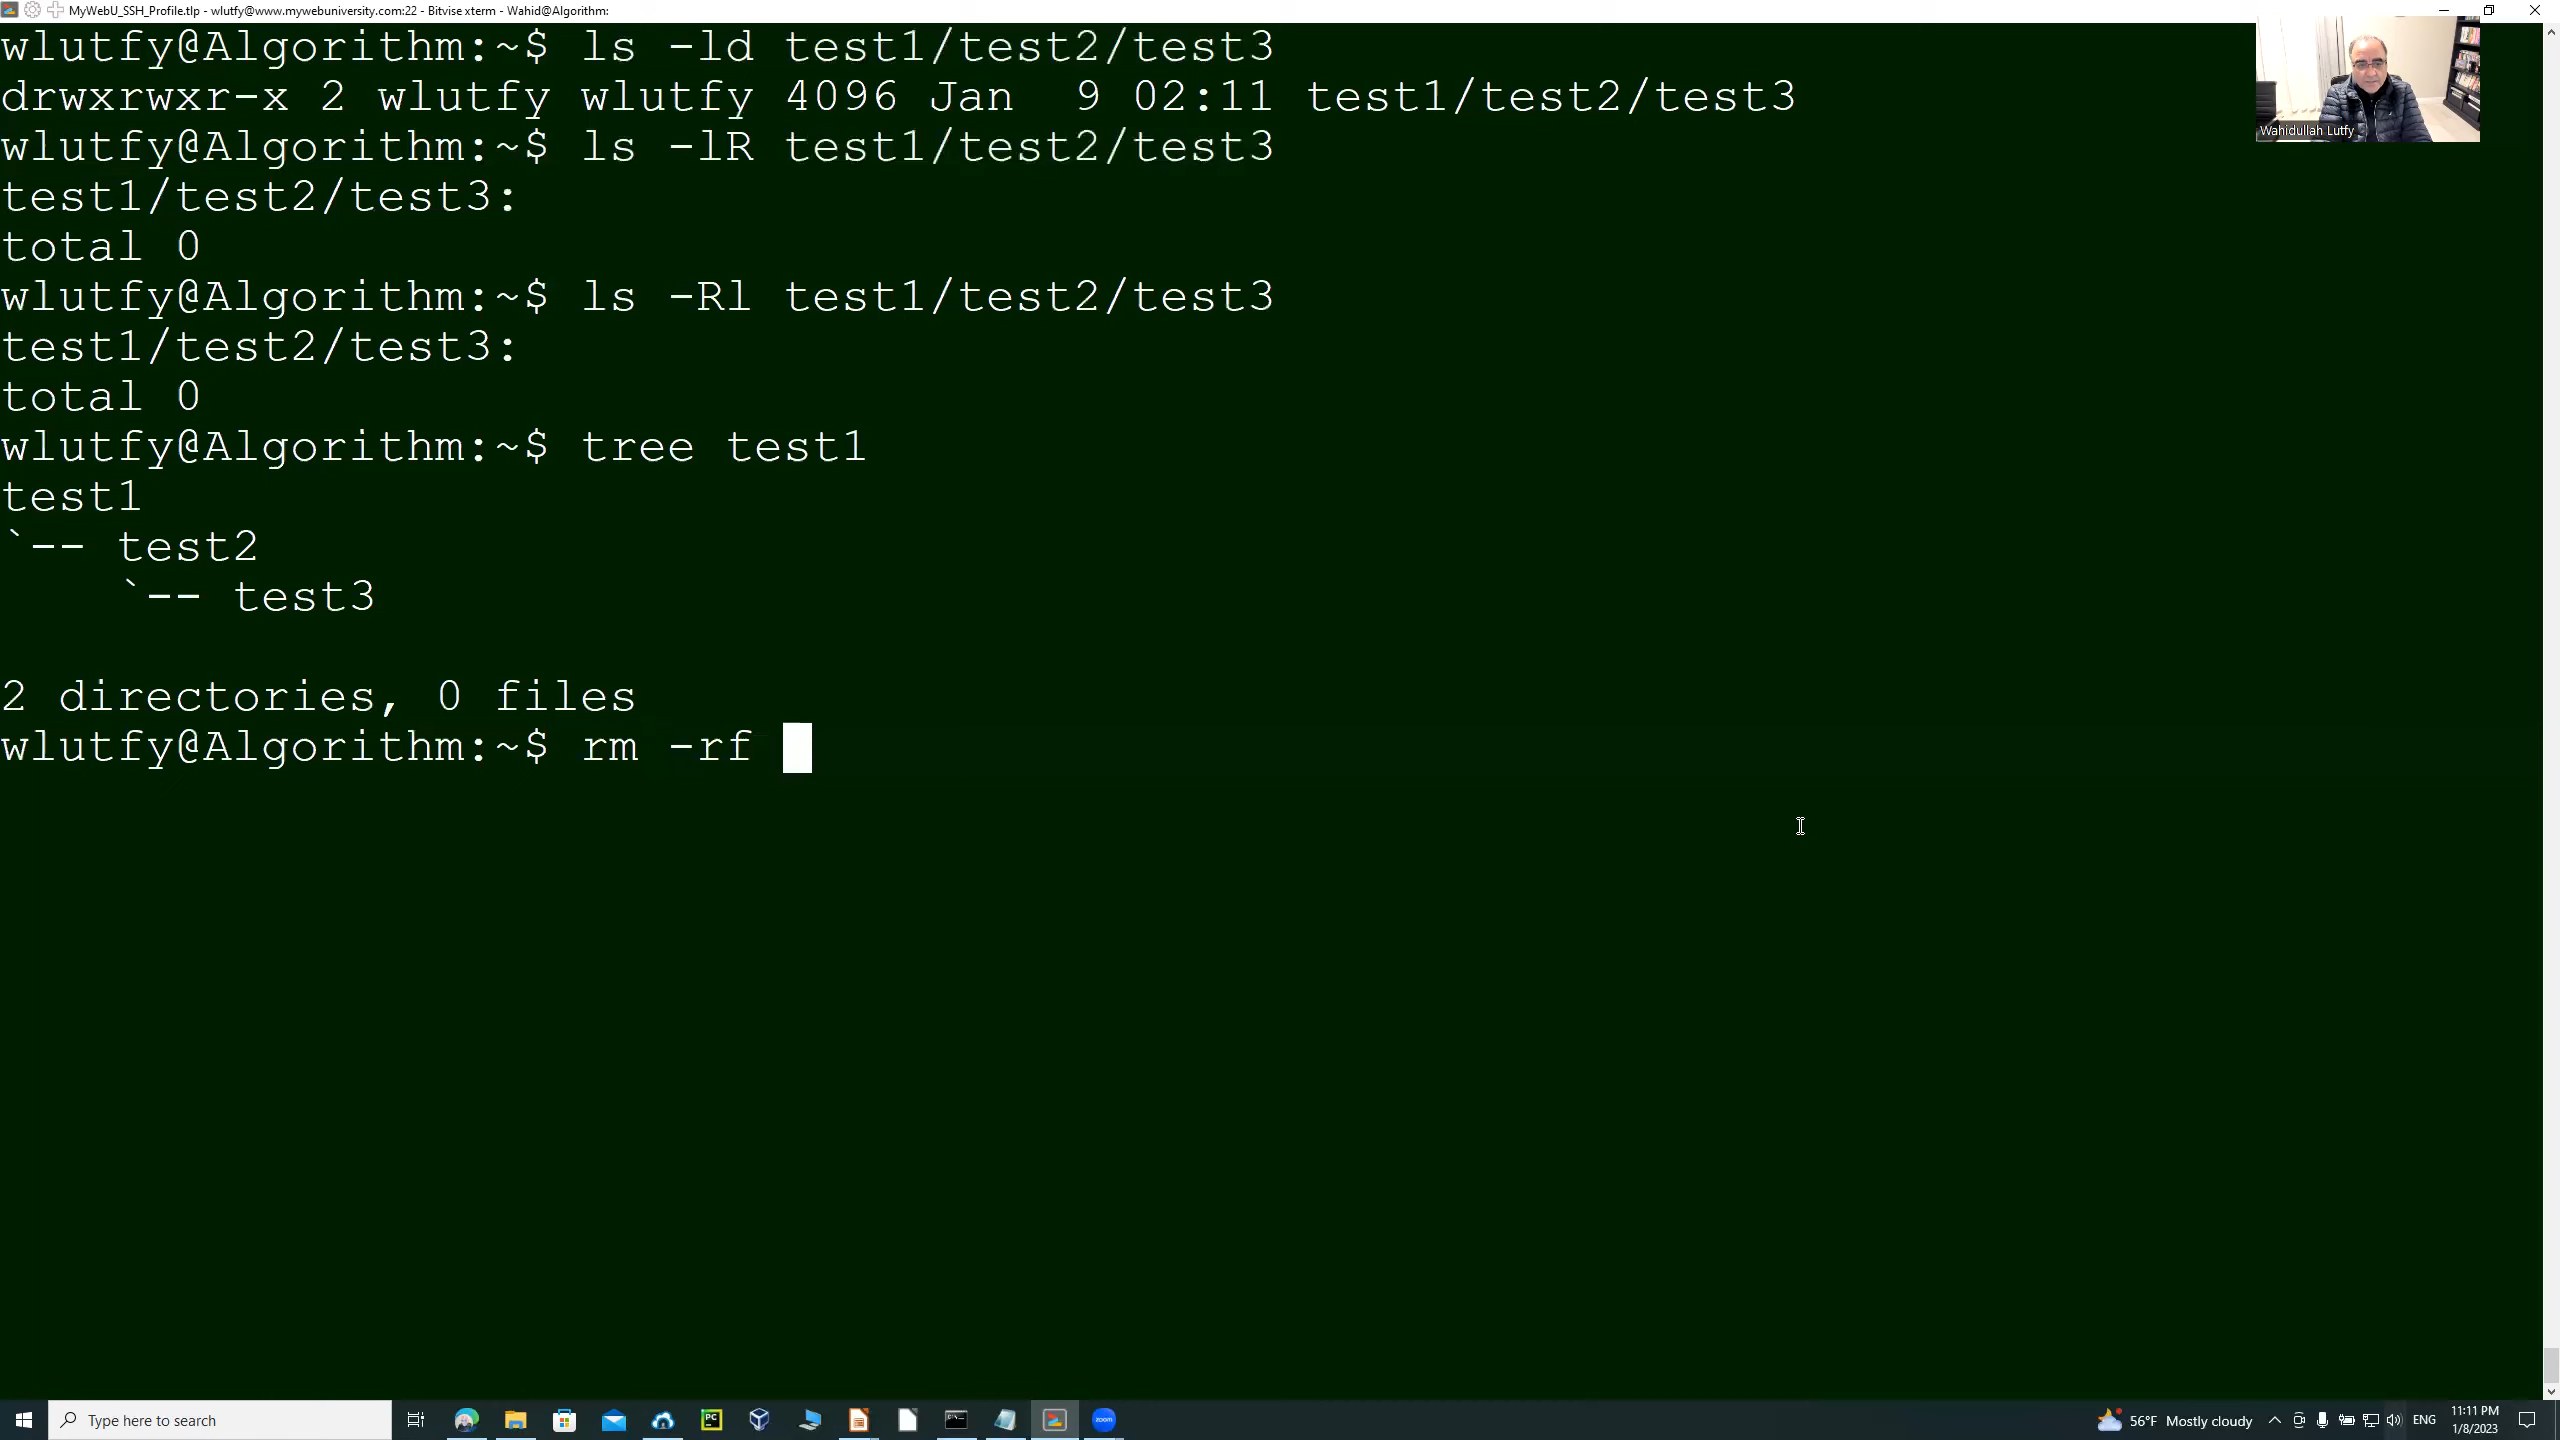 MyWebU_SSH_Profile.tlp - wlutfy@www.mywebuniversity.com:22 - Bitvise xterm - Wahid@Algorithm:
wlutfy@Algorithm:~$ ls -ld test1/test2/test3
drwxrwxr-x 2 wlutfy wlutfy 4096 Jan  9 02:11 test1/test2/test3
wlutfy@Algorithm:~$ ls -lR test1/test2/test3
test1/test2/test3:
total 0
wlutfy@Algorithm:~$ ls -Rl test1/test2/test3
test1/test2/test3:
total 0
wlutfy@Algorithm:~$ tree test1
test1
`-- test2
    `-- test3
2 directories, 0 files
wlutfy@Algorithm:~$ rm -rf
Wahidullah Lutfy
Type here to search
PC
zoom
56°F Mostly cloudy
ENG
11:11 PM
1/8/2023